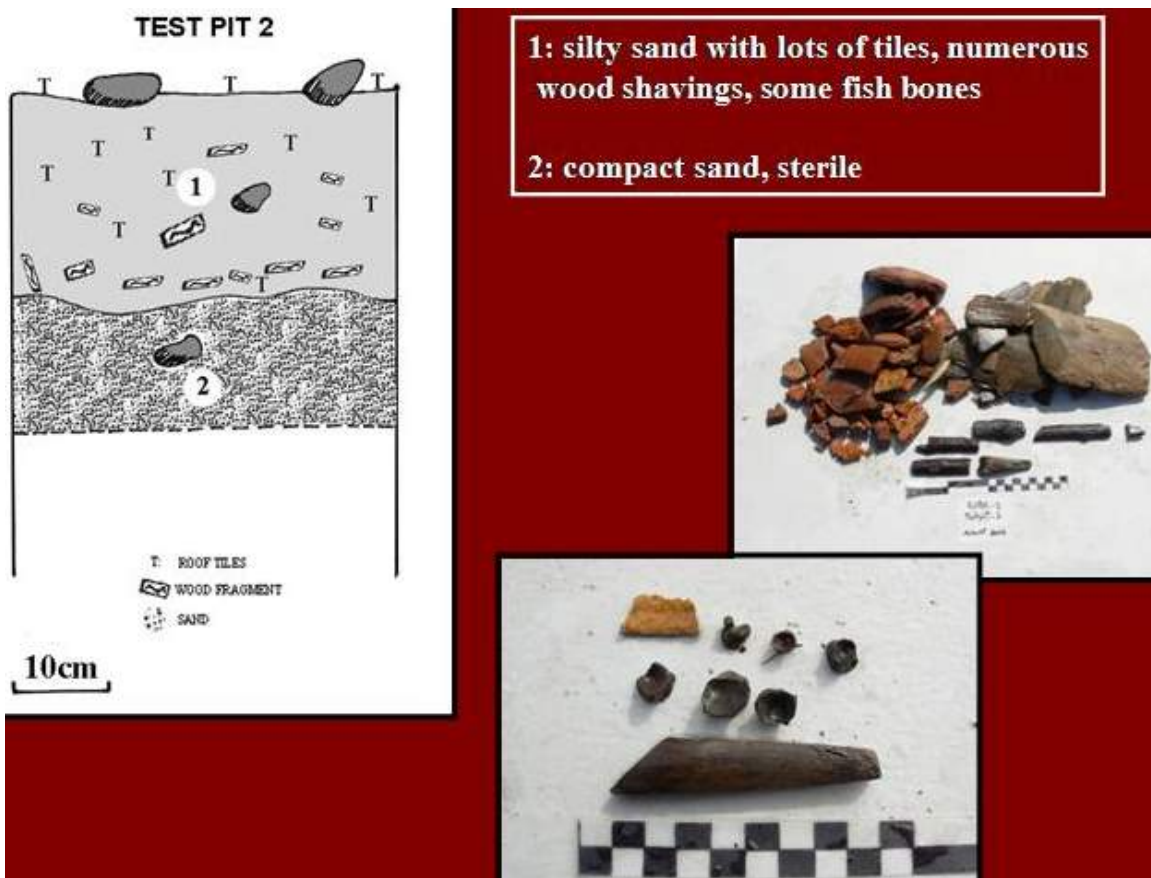 TEST PIT 2
T T T
T T T T
T T
T T
T
1
2
T: ROOF TILES
WOOD FRAGMENT
SAND
10cm
1: silty sand with lots of tiles, numerous
wood shavings, some fish bones
2: compact sand, sterile